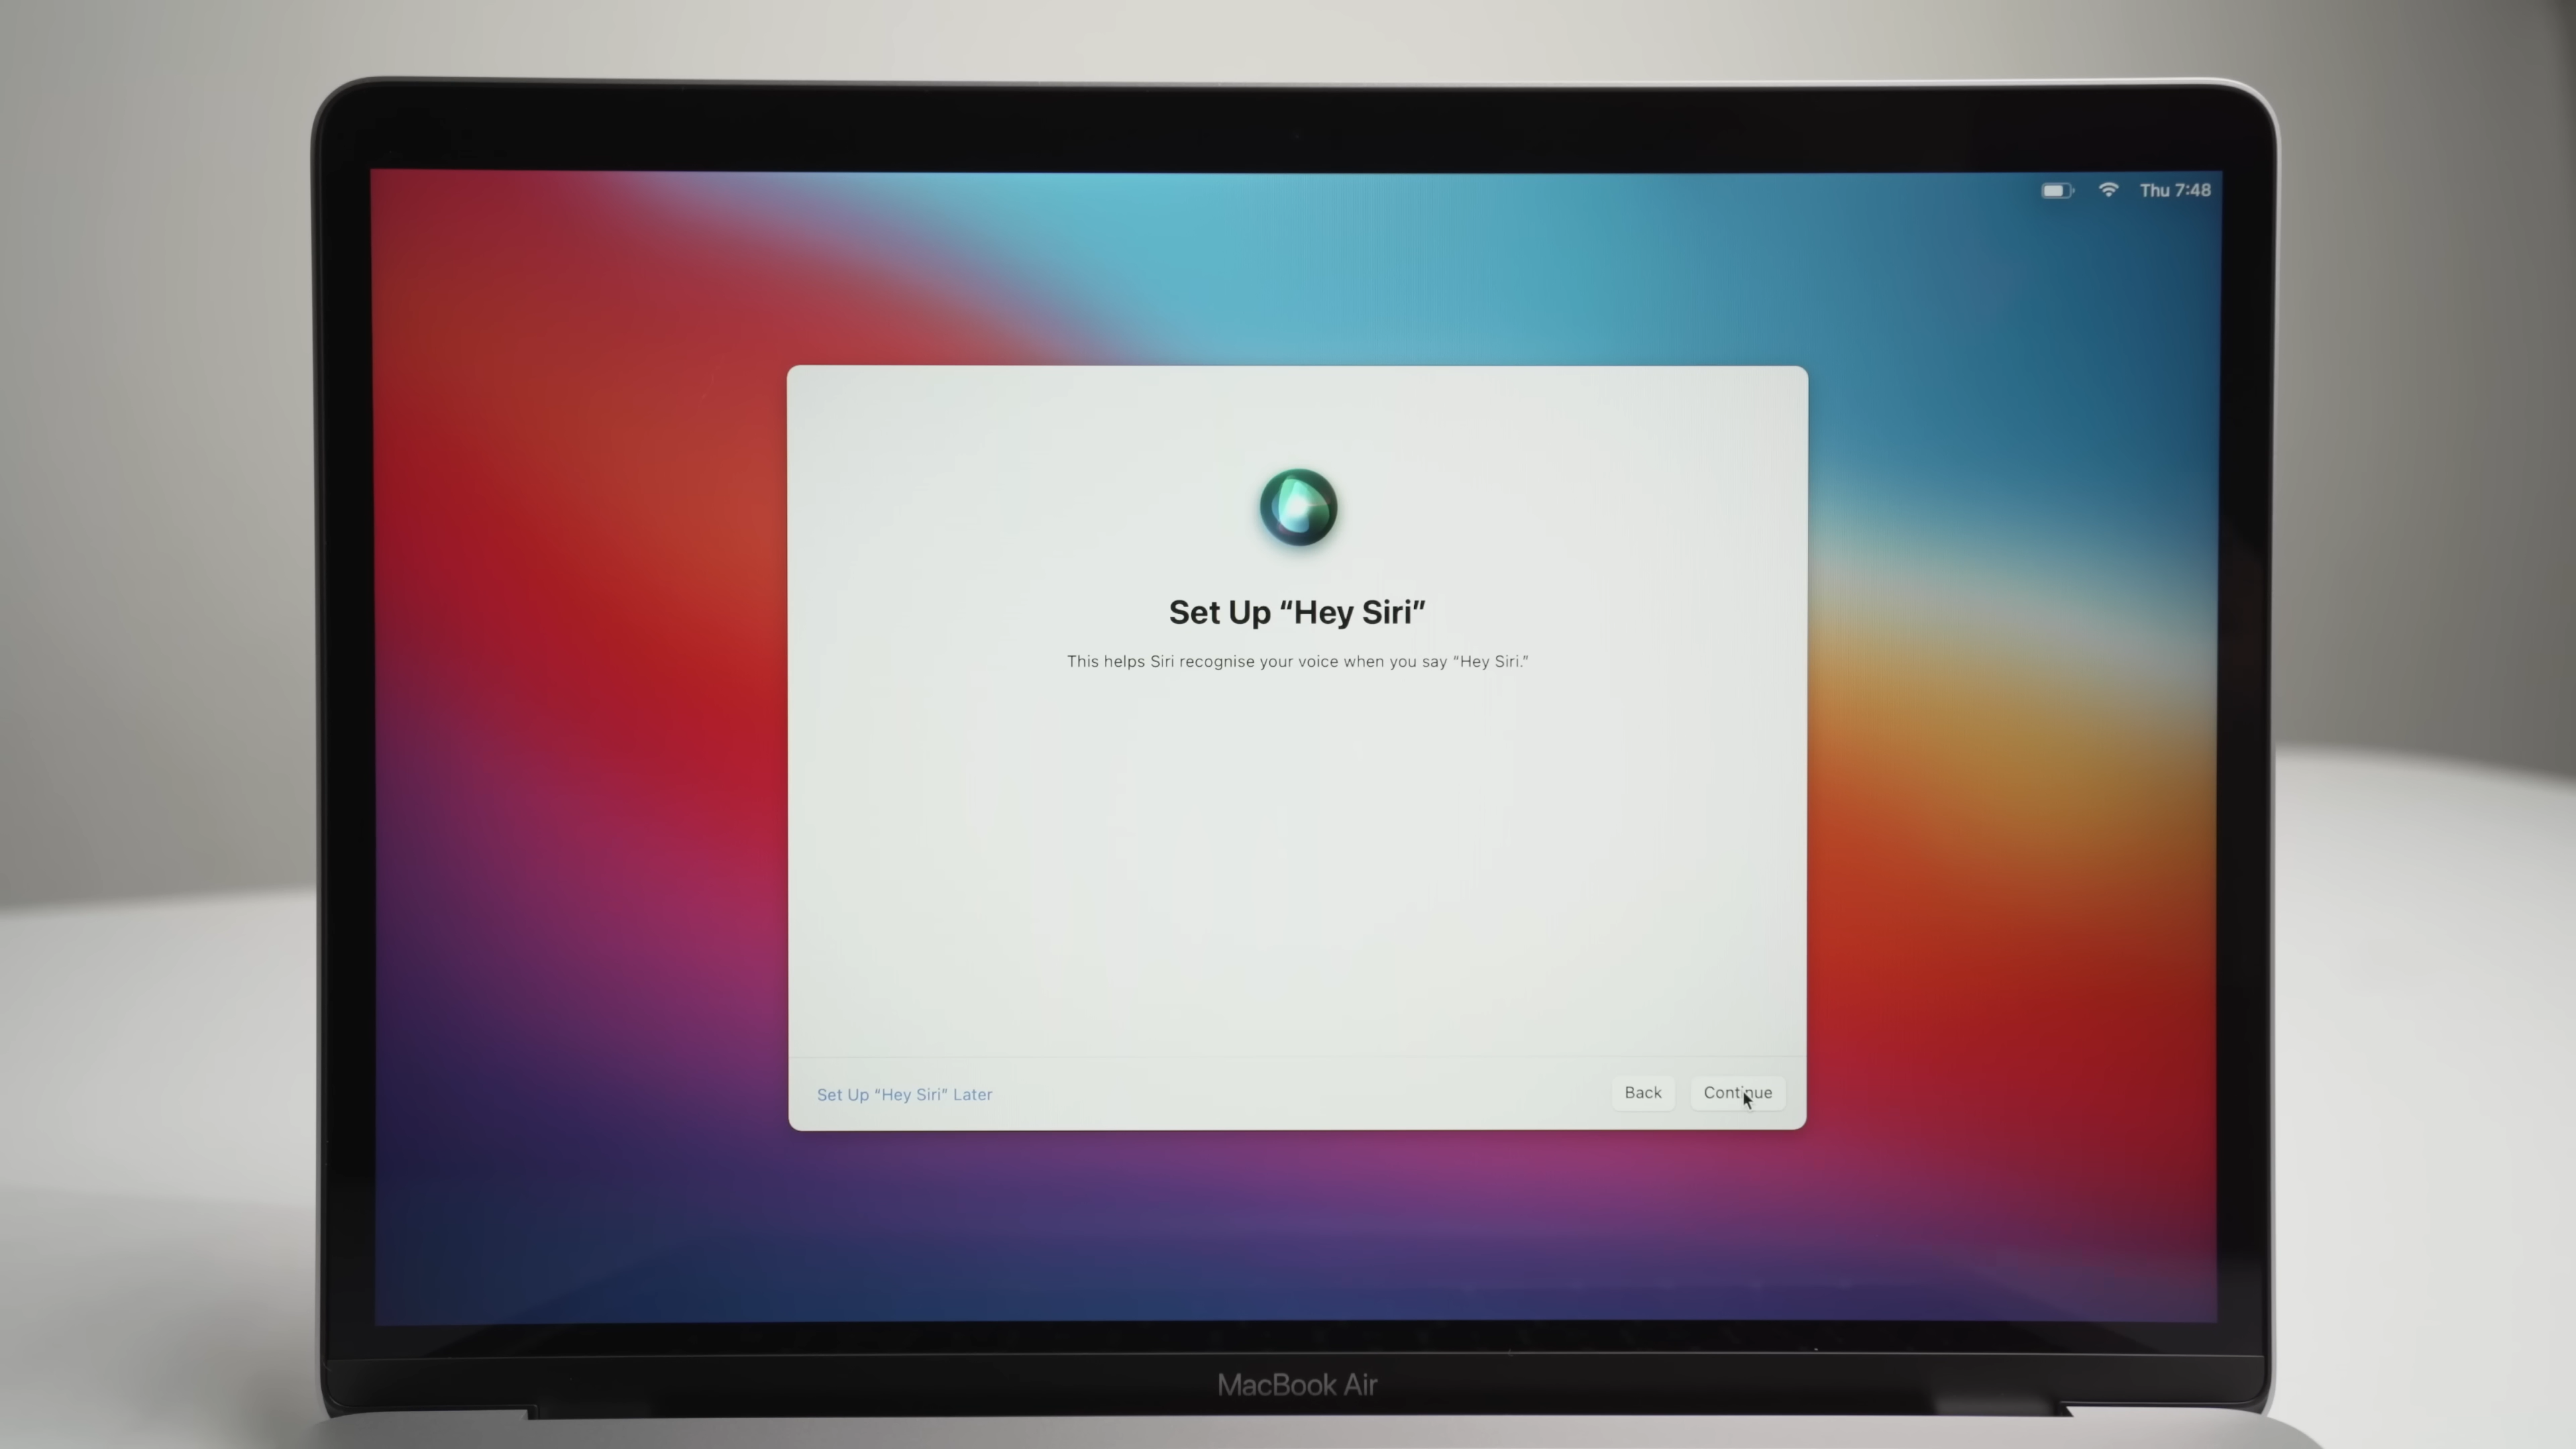 Thu 7:48
Set Up “Hey Siri”
This helps Siri recognise your voice when you say “Hey Siri.”
Set Up “Hey Siri” Later
Back
Continue
MacBook Air